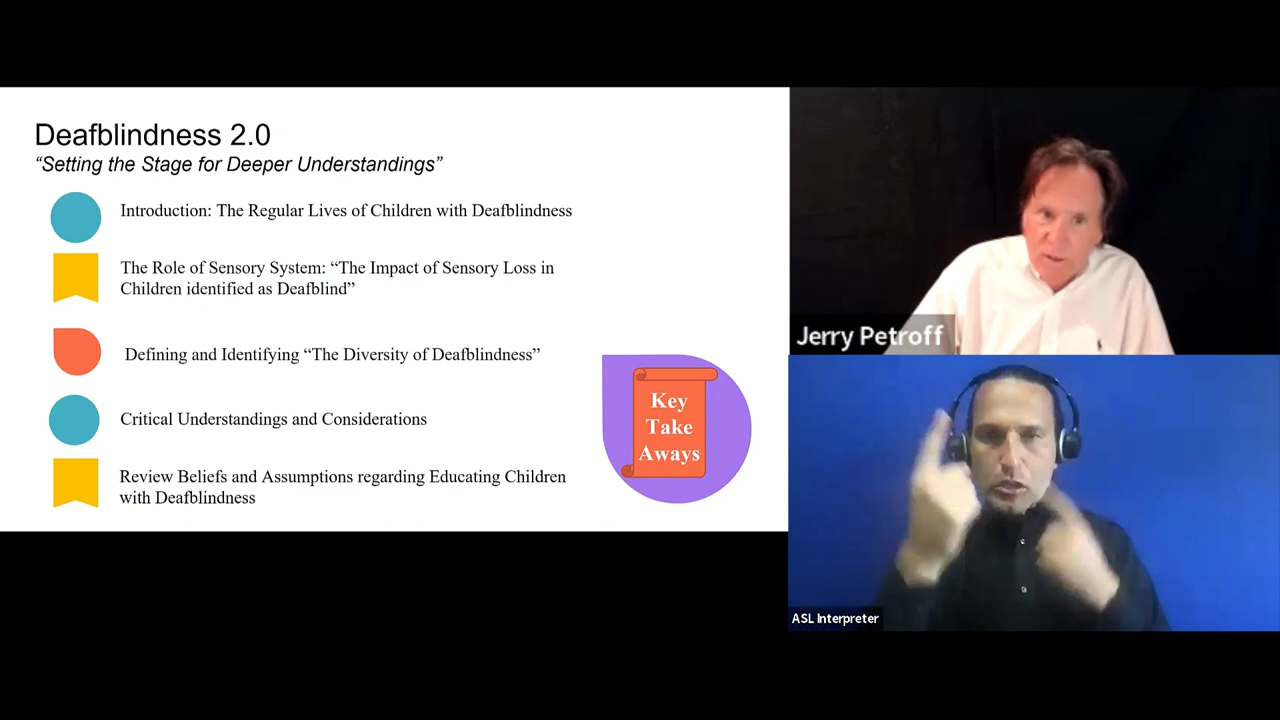 Deafblindness 2.0
“Setting the Stage for Deeper Understandings”
Introduction: The Regular Lives of Children with Deafblindness
The Role of Sensory System: “The Impact of Sensory Loss in
Children identified as Deafblind”
Defining and Identifying “The Diversity of Deafblindness”
Critical Understandings and Considerations
Review Beliefs and Assumptions regarding Educating Children
with Deafblindness
Key
Take
Aways
Jerry Petroff
ASL Interpreter